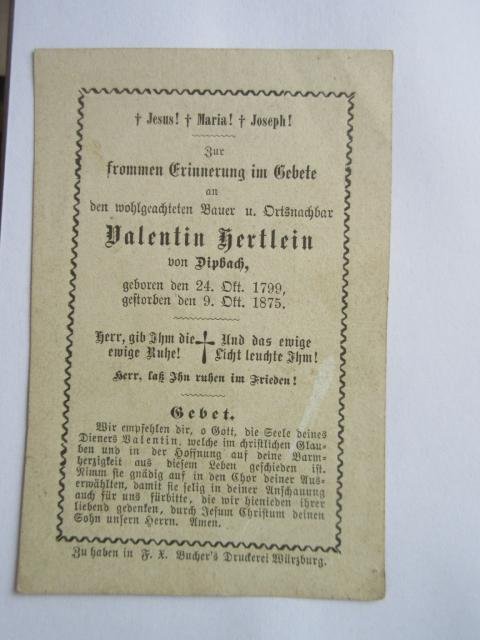 † Jesus! † Maria! † Joseph!
Zur
frommen Erinnerung im Gebete
an
den wohlgeachteten Bauer u. Ortsnachbar
Valentin Hertlein
von Dipbach,
geboren den 24. Okt. 1799,
gestorben den 9. Okt. 1875.
Herr, gib Ihm die † Und das ewige
ewige Ruhe! Licht leuchte Ihm!
Herr, laß Ihn ruhen im Frieden!
Gebet.
Wir empfehlen dir, o Gott, die Seele deines
Dieners Valentin, welche im christlichen Glau-
ben und in der Hoffnung auf deine Barm-
herzigkeit aus diesem Leben geschieden ist.
Nimm sie gnädig auf in den Chor deiner Aus-
erwählten, damit sie selig in deiner Anschauung
auch für uns fürbitte, die wir hienieden ihrer
liebend gedenken, durch Jesum Christum deinen
Sohn unsern Herrn. Amen.
Zu haben in F. X. Bucher's Druckerei Würzburg.